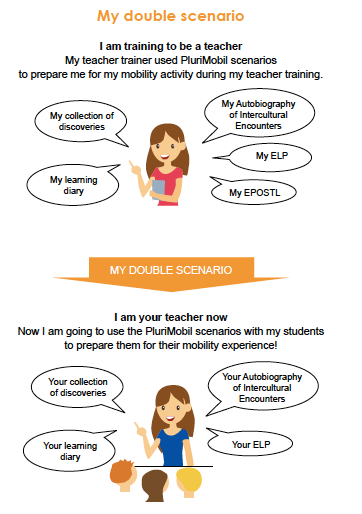 My double scenario
I am training to be a teacher
My teacher trainer used PluriMobil scenarios
to prepare me for my mobility activity during my teacher training.
My collection of
discoveries
My Autobiography
of Intercultural
Encounters
My ELP
My learning
diary
My EPOSTL
MY DOUBLE SCENARIO
I am your teacher now
Now I am going to use the PluriMobil scenarios with my students
to prepare them for their mobility experience!
Your collection
of discoveries
Your Autobiography
of Intercultural
Encounters
Your learning
diary
Your ELP